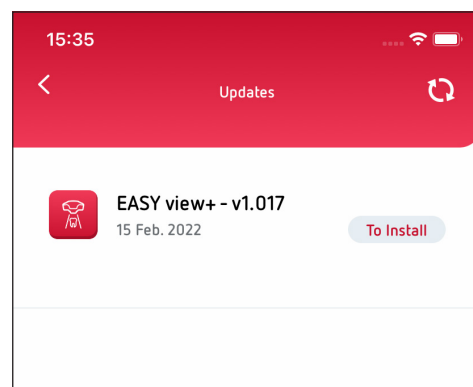 15:35
Updates
EASY view+ - v1.017
15 Feb. 2022
To Install